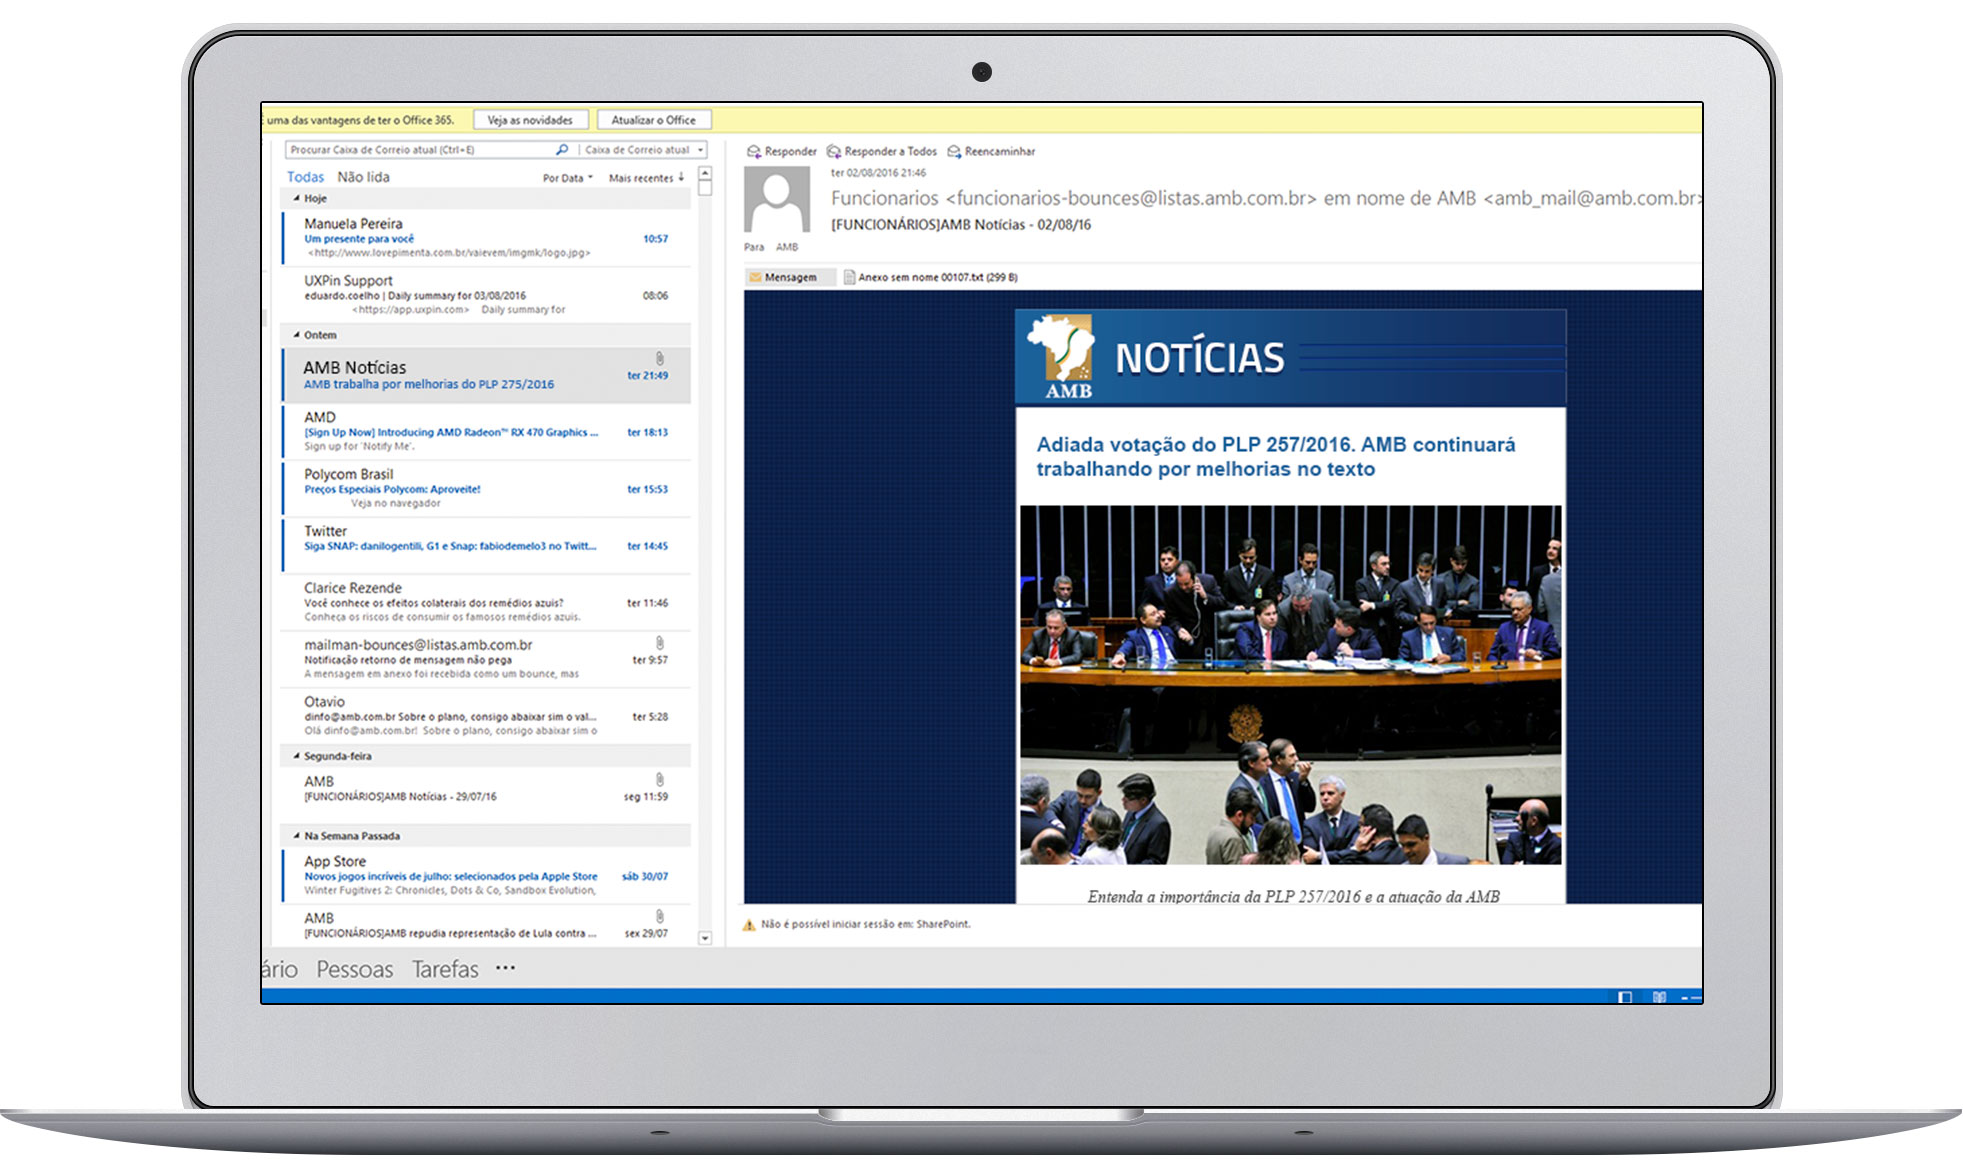 uma das vantagens de ter o Office 365.
Veja as novidades
Atualizar o Office
Procurar Caixa de Correio atual (Ctrl+E)
Caixa de Correio atual
Todas Não lida
Por Data
Mais recentes
Hoje
Manuela Pereira
Um presente para você 10:57
<http://www.lovepimenta.com.br/vaievem/imgmk/logo.jpg>
UXPin Support
eduardo.coelho | Daily summary for 03/08/2016 08:06
<https://app.uxpin.com> Daily summary for
Ontem
AMB Notícias
AMB trabalha por melhorias do PLP 275/2016 ter 21:49
AMD
[Sign Up Now] Introducing AMD Radeon™ RX 470 Graphics ... ter 18:13
Sign up for 'Notify Me'.
Polycom Brasil
Preços Especiais Polycom: Aproveite! ter 15:53
Veja no navegador
Twitter
Siga SNAP: danilogentili, G1 e Snap: fabiodemelo3 no Twitt... ter 14:45
Clarice Rezende
Você conhece os efeitos colaterais dos remédios azuis? ter 11:46
Conheça os riscos de consumir os famosos remédios azuis.
mailman-bounces@listas.amb.com.br
Notificação retorno de mensagem não pega ter 9:57
A mensagem em anexo foi recebida como um bounce, mas
Otavio
dinfo@amb.com.br Sobre o plano, consigo abaixar sim o val... ter 5:28
Olá dinfo@amb.com.br! Sobre o plano, consigo abaixar sim o
Segunda-feira
AMB
[FUNCIONÁRIOS]AMB Notícias - 29/07/16 seg 11:59
Na Semana Passada
App Store
Novos jogos incríveis de julho: selecionados pela Apple Store sáb 30/07
Winter Fugitives 2: Chronicles, Dots & Co, Sandbox Evolution,
AMB
[FUNCIONÁRIOS]AMB repudia representação de Lula contra ... sex 29/07
ário Pessoas Tarefas ...
Responder Responder a Todos Reencaminhar
ter 02/08/2016 21:46
Funcionarios <funcionarios-bounces@listas.amb.com.br> em nome de AMB <amb_mail@amb.com.br>
[FUNCIONÁRIOS]AMB Notícias - 02/08/16
Para AMB
Mensagem
Anexo sem nome 00107.txt (299 B)
AMB
NOTÍCIAS
Adiada votação do PLP 257/2016. AMB continuará
trabalhando por melhorias no texto
Entenda a importância da PLP 257/2016 e a atuação da AMB
Não é possível iniciar sessão em: SharePoint.